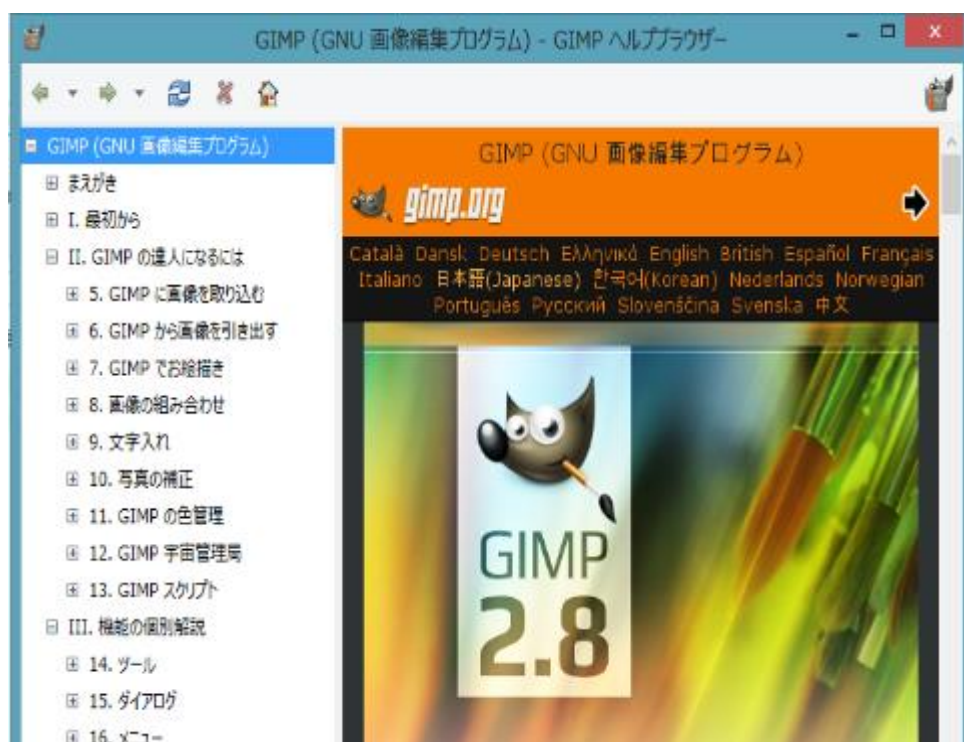 GIMP (GNU 画像編集プログラム) - GIMP ヘルプブラウザー
GIMP (GNU 画像編集プログラム)
まえがき
I. 最初から
II. GIMP の達人になるには
5. GIMP に画像を取り込む
6. GIMP から画像を引き出す
7. GIMP でお絵描き
8. 画像の組み合わせ
9. 文字入れ
10. 写真の補正
11. GIMP の色管理
12. GIMP 宇宙管理局
13. GIMP スクリプト
III. 機能の個別解説
14. ツール
15. ダイアログ
16. メニュー
GIMP (GNU 画像編集プログラム)
gimp.org
Català Dansk Deutsch Ελληνικά English British Español Français
Italiano 日本語(Japanese) 한국어(Korean) Nederlands Norwegian
Português Русский Slovenščina Svenska 中文
GIMP
2.8